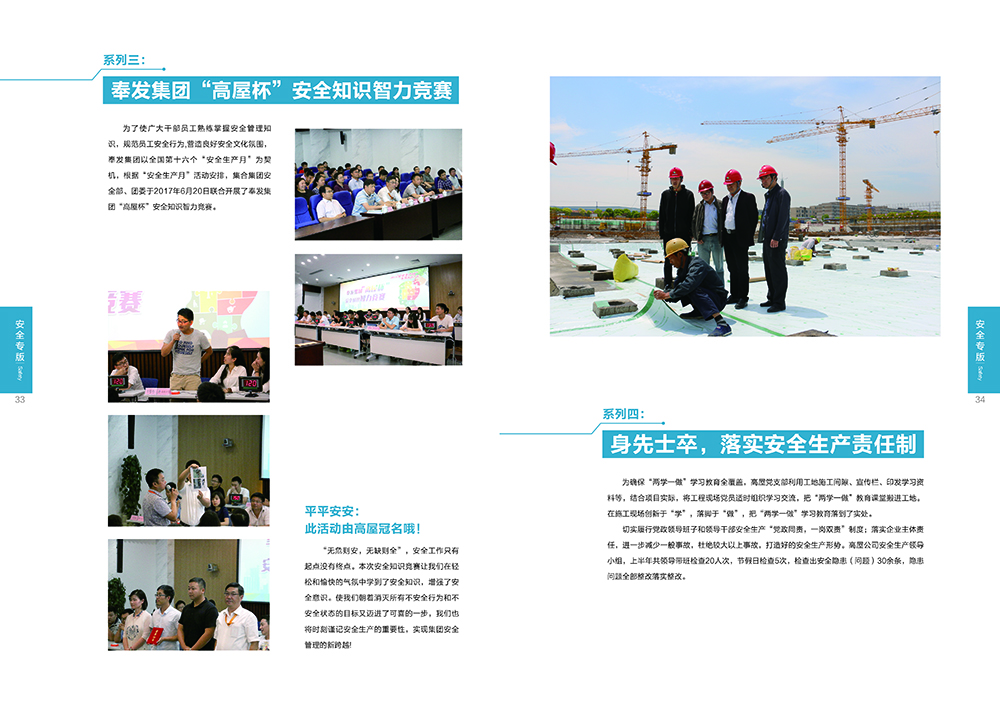 系列三：
奉发集团“高屋杯”安全知识智力竞赛
为了使广大干部员工熟练掌握安全管理知
识，规范员工安全行为,营造良好安全文化氛围，
奉发集团以全国第十六个“安全生产月”为契
机，根据“安全生产月”活动安排，集合集团安
全部、团委于2017年6月20日联合开展了奉发集
团“高屋杯”安全知识智力竞赛。
平平安安：
此活动由高屋冠名哦！
“无危则安，无缺则全”，安全工作只有
起点没有终点。本次安全知识竞赛让我们在轻
松和愉快的气氛中学到了安全知识，增强了安
全意识。使我们朝着消灭所有不安全行为和不
安全状态的目标又迈进了可喜的一步。我们也
将时刻谨记安全生产的重要性，实现集团安全
管理的新跨越!
安全专版
Safety
33
系列四：
身先士卒，落实安全生产责任制
为确保“两学一做”学习教育全覆盖，高屋党支部利用工地施工间隙、宣传栏、印发学习资
料等，结合项目实际，将工程现场党员适时组织学习交流，把“两学一做”教育课堂搬进工地。
在施工现场创新于“学”，落脚于“做”，把“两学一做”学习教育落到了实处。
切实履行党政领导班子和领导干部安全生产“党政同责，一岗双责”制度；落实企业主体责
任，进一步减少一般事故，杜绝较大以上事故，打造好的安全生产形势。高屋公司安全生产领导
小组，上半年共领导带班检查20人次，节假日检查5次，检查出安全隐患（问题）30余条，隐患
问题全部整改落实整改。
安全专版
Safety
34